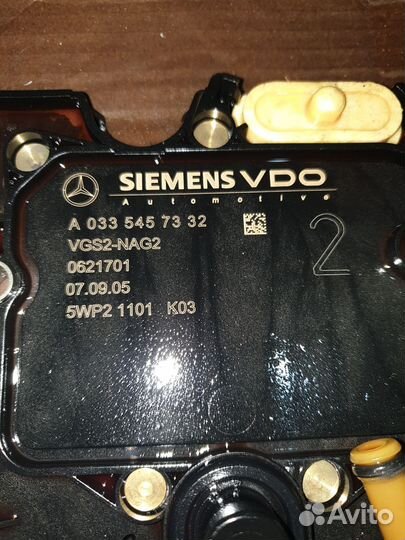 SIEMENS VDO
Automotive
A 033 545 73 32
VGS2-NAG2
0621701
07.09.05
5WP2 1101 K03
2
Avito